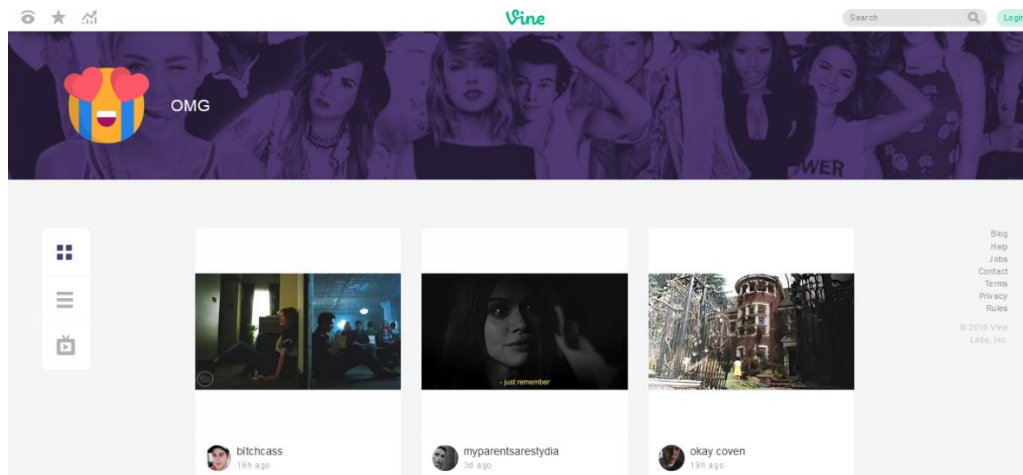 Vine
Search
Login
OMG
POWER
Blog
Help
Jobs
Contact
Terms
Privacy
Rules
© 2016 Vine
Labs, Inc.
- just remember
bitchcass
16h ago
myparentsarestydia
3d ago
okay coven
19h ago